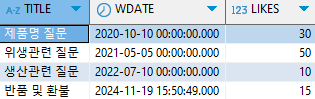 A-Z TITLE WDATE 123 LIKES
제품명 질문 2020-10-10 00:00:00.000 30
위생관련 질문 2021-05-05 00:00:00.000 50
생산관련 질문 2022-07-10 00:00:00.000 10
반품 및 환불 2024-11-19 15:50:49.000 15